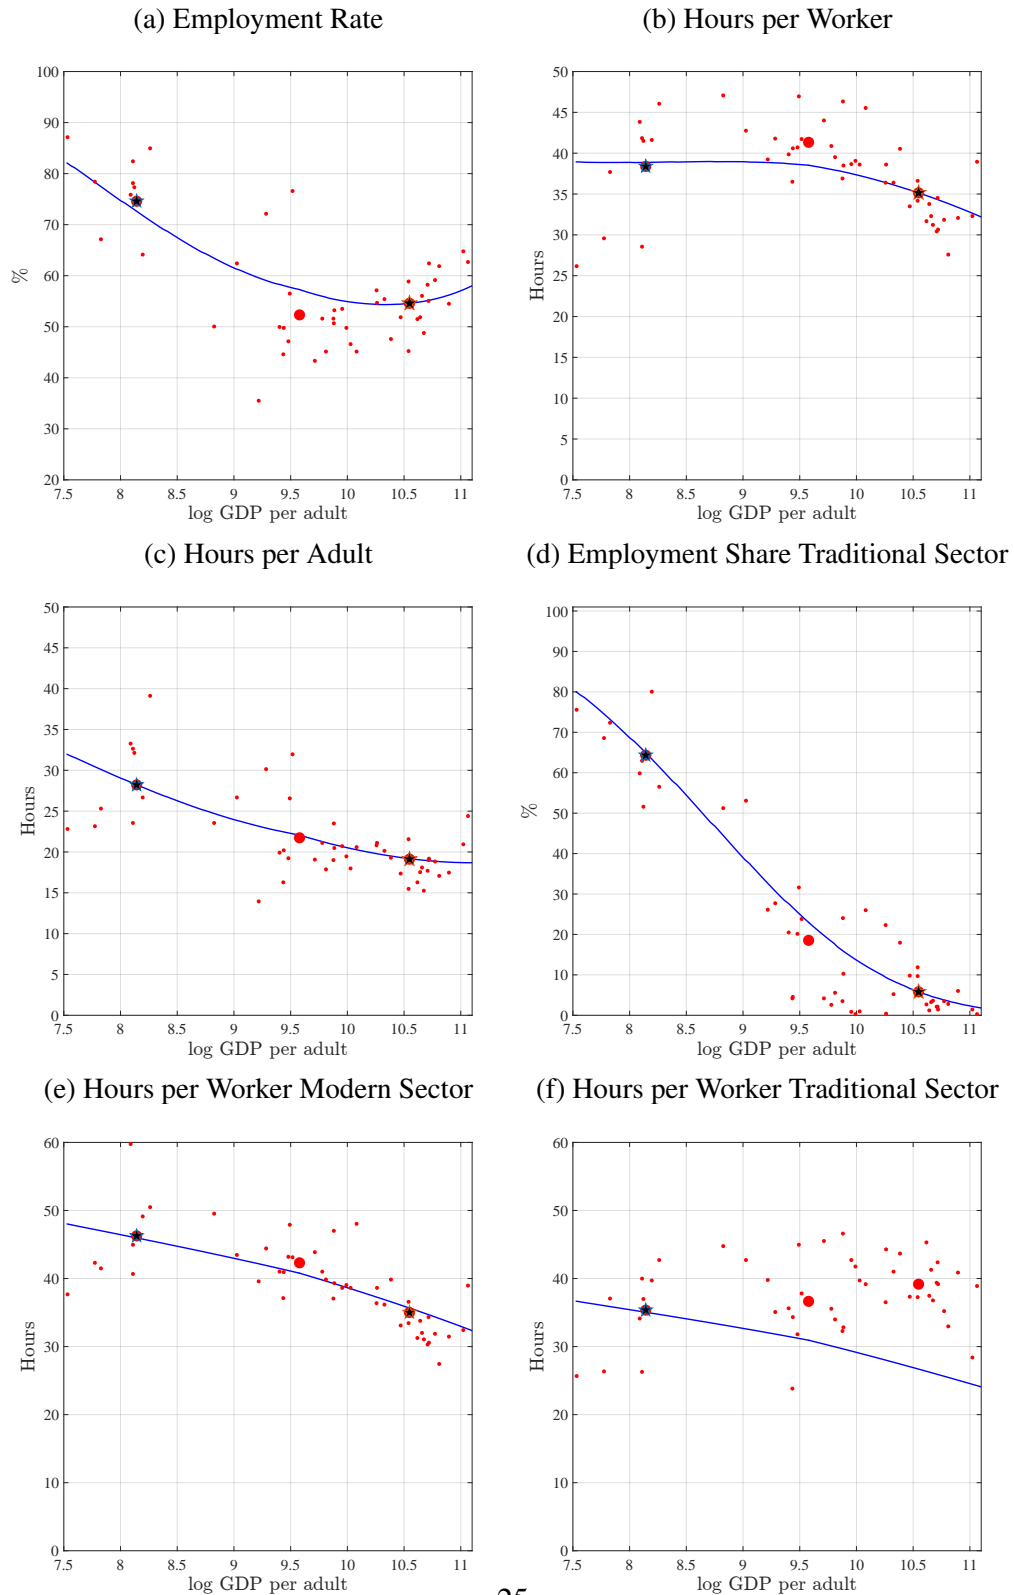 (a) Employment Rate
(b) Hours per Worker
100
90
80
70
60
50
40
30
20
%
7.5 8 8.5 9 9.5 10 10.5 11
log GDP per adult
50
45
40
35
30
25
20
15
10
5
0
Hours
7.5 8 8.5 9 9.5 10 10.5 11
log GDP per adult
(c) Hours per Adult
(d) Employment Share Traditional Sector
50
45
40
35
30
25
20
15
10
5
0
Hours
7.5 8 8.5 9 9.5 10 10.5 11
log GDP per adult
100
90
80
70
60
50
40
30
20
10
0
%
7.5 8 8.5 9 9.5 10 10.5 11
log GDP per adult
(e) Hours per Worker Modern Sector
(f) Hours per Worker Traditional Sector
60
50
40
30
20
10
0
Hours
7.5 8 8.5 9 9.5 10 10.5 11
log GDP per adult
60
50
40
30
20
10
0
Hours
7.5 8 8.5 9 9.5 10 10.5 11
log GDP per adult